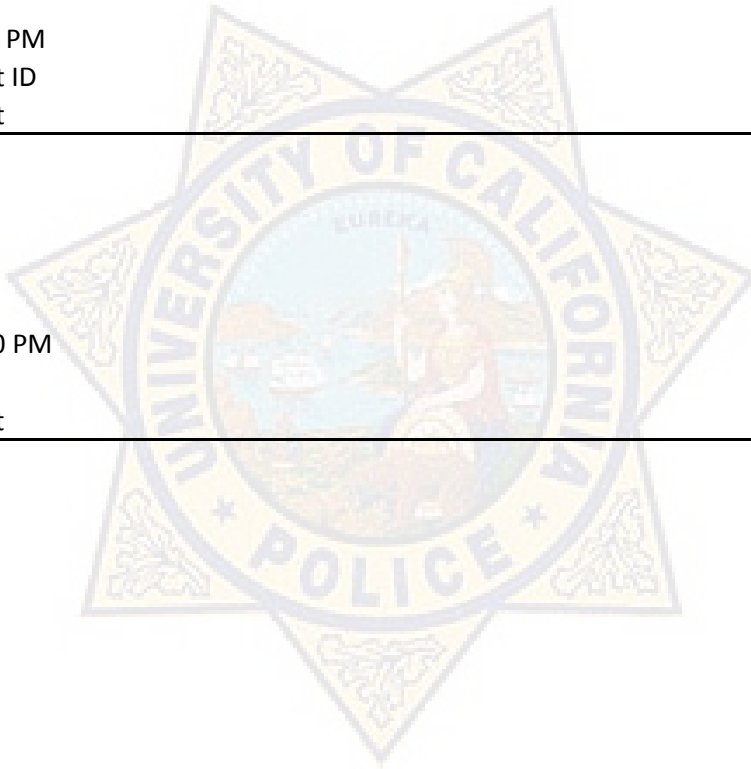 PM
t ID
t
EUREKA
UNIVERSITY OF CALIFORNIA
0 PM
t
POLICE